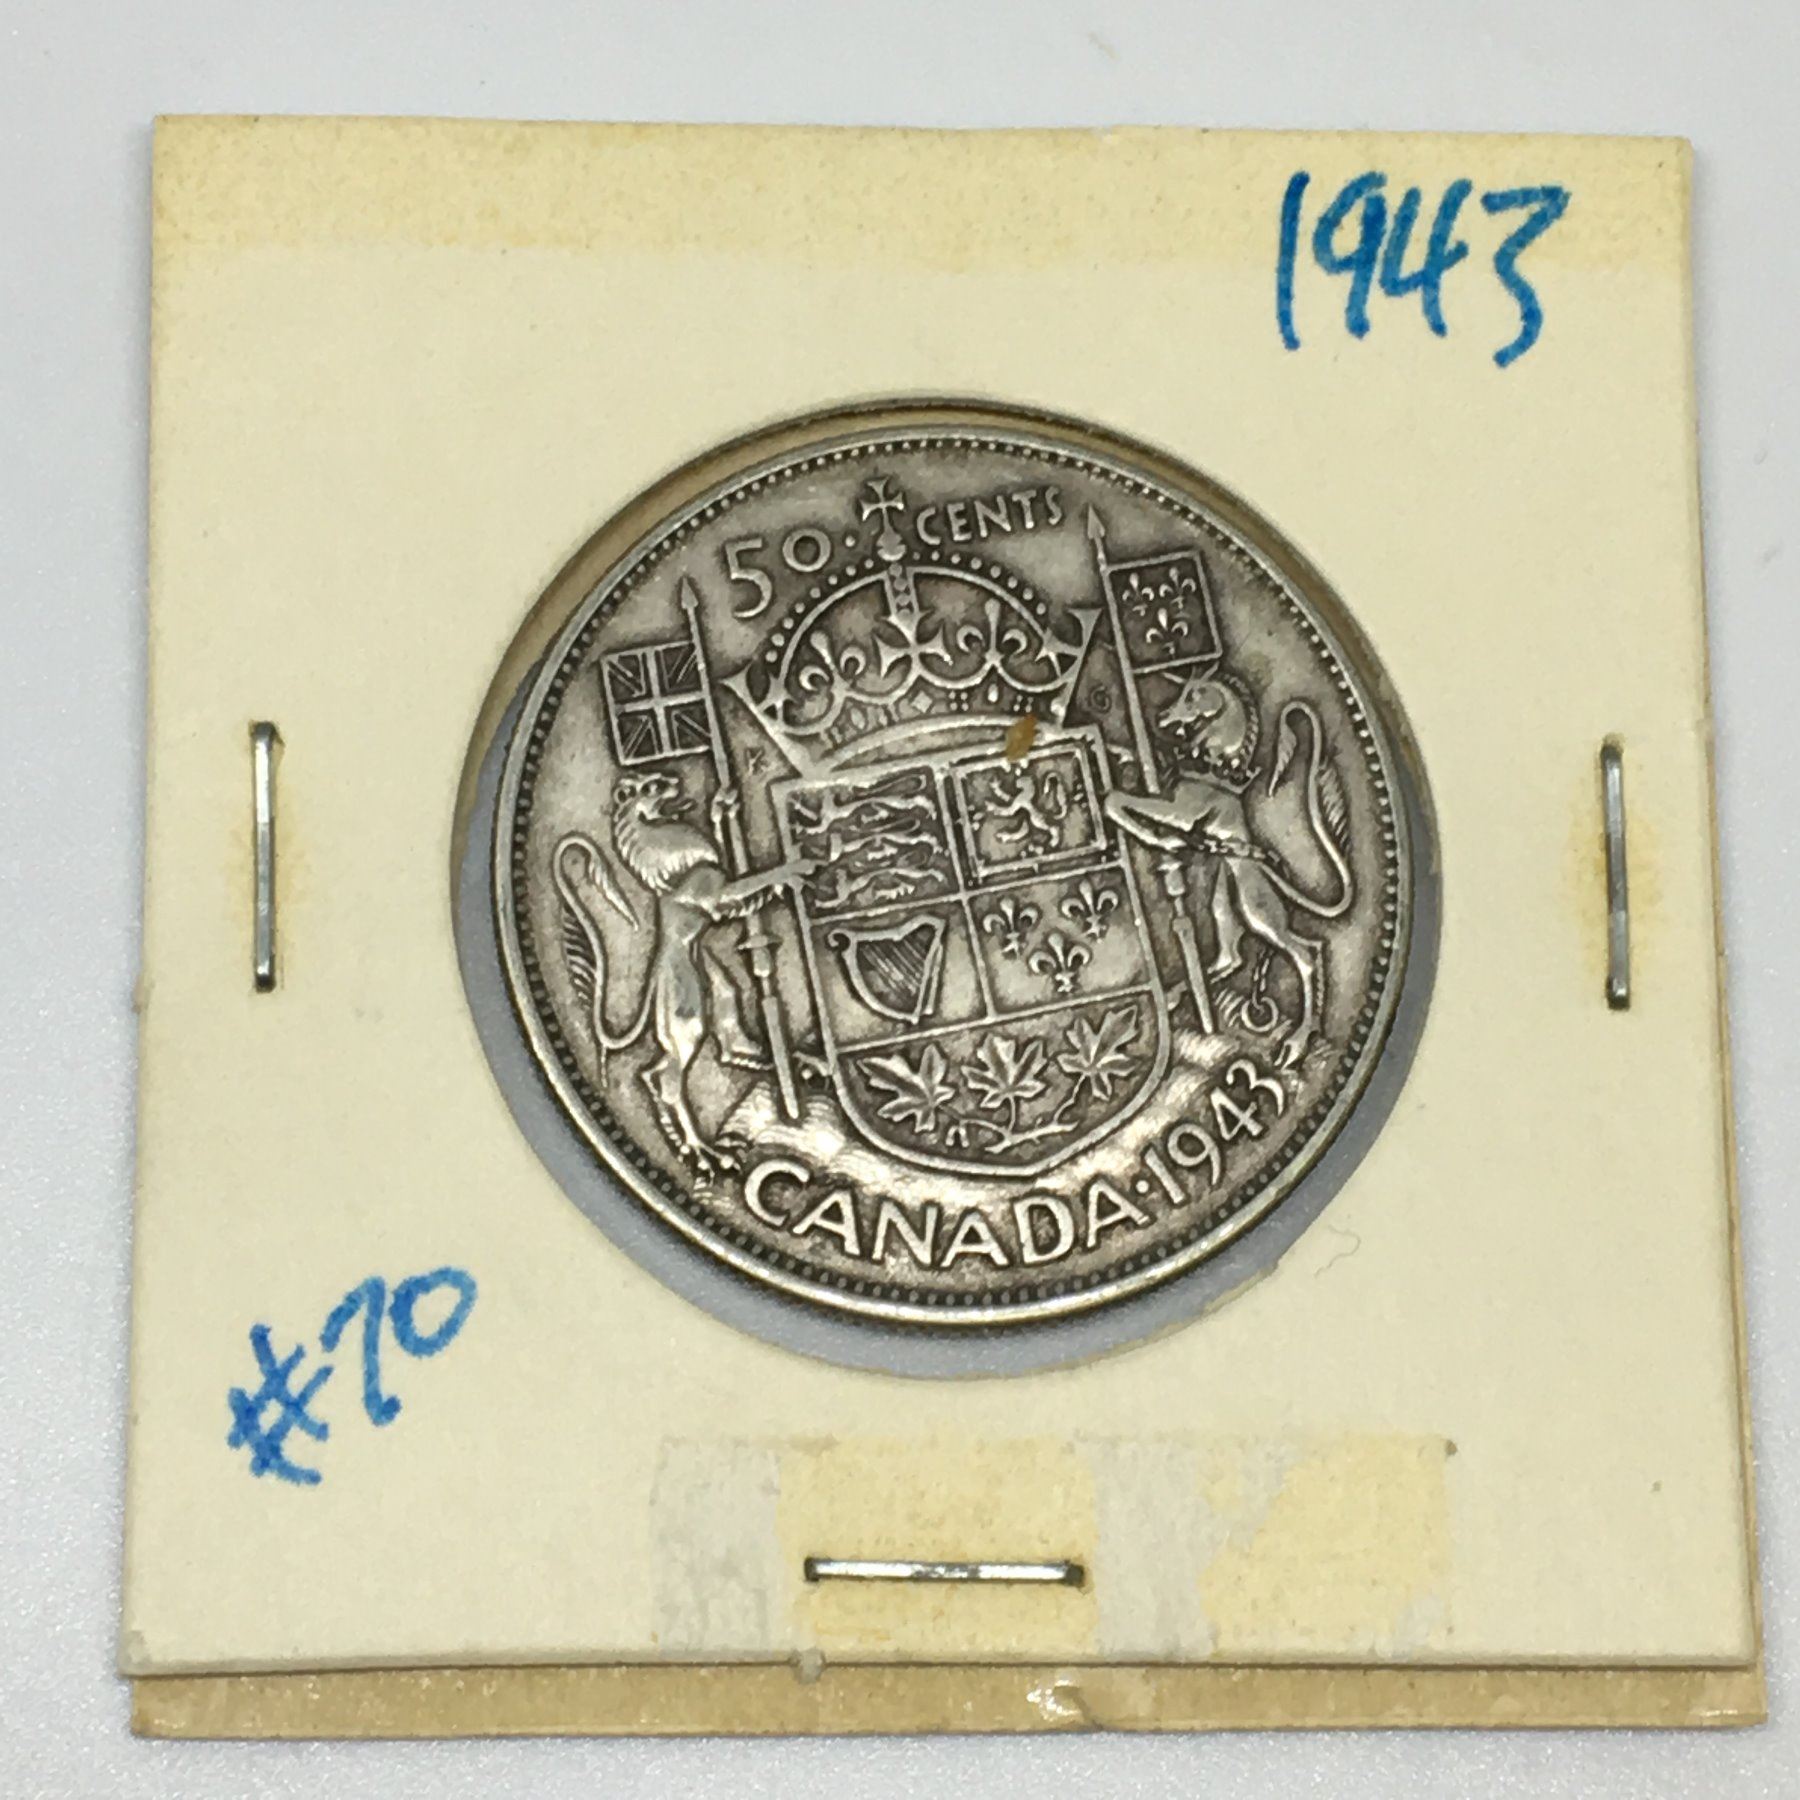 1943
50 · CENTS
K G
CANADA · 1943
#70